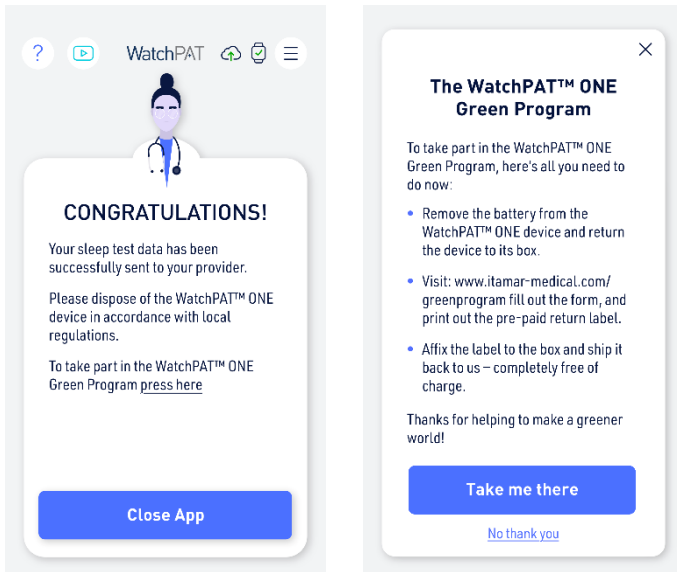 ?
WatchPAT
CONGRATULATIONS!
Your sleep test data has been
successfully sent to your provider.
Please dispose of the WatchPAT™ ONE
device in accordance with local
regulations.
To take part in the WatchPAT™ ONE
Green Program press here
Close App
The WatchPAT™ ONE
Green Program
To take part in the WatchPAT™ ONE
Green Program, here's all you need to
do now:
• Remove the battery from the
WatchPAT™ ONE device and return
the device to its box.
• Visit: www.itamar-medical.com/
greenprogram fill out the form, and
print out the pre-paid return label.
• Affix the label to the box and ship it
back to us – completely free of
charge.
Thanks for helping to make a greener
world!
Take me there
No thank you